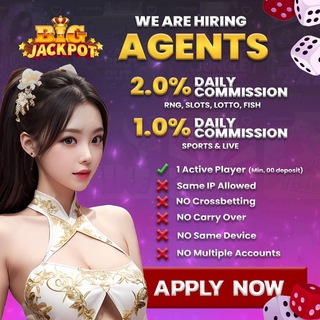 BIG
JACKPOT
WE ARE HIRING
AGENTS
2.0% DAILY
COMMISSION
RNG, SLOTS, LOTTO, FISH
1.0% DAILY
COMMISSION
SPORTS & LIVE
1 Active Player (Min. 00 deposit)
Same IP Allowed
NO Crossbetting
NO Carry Over
NO Same Device
NO Multiple Accounts
APPLY NOW